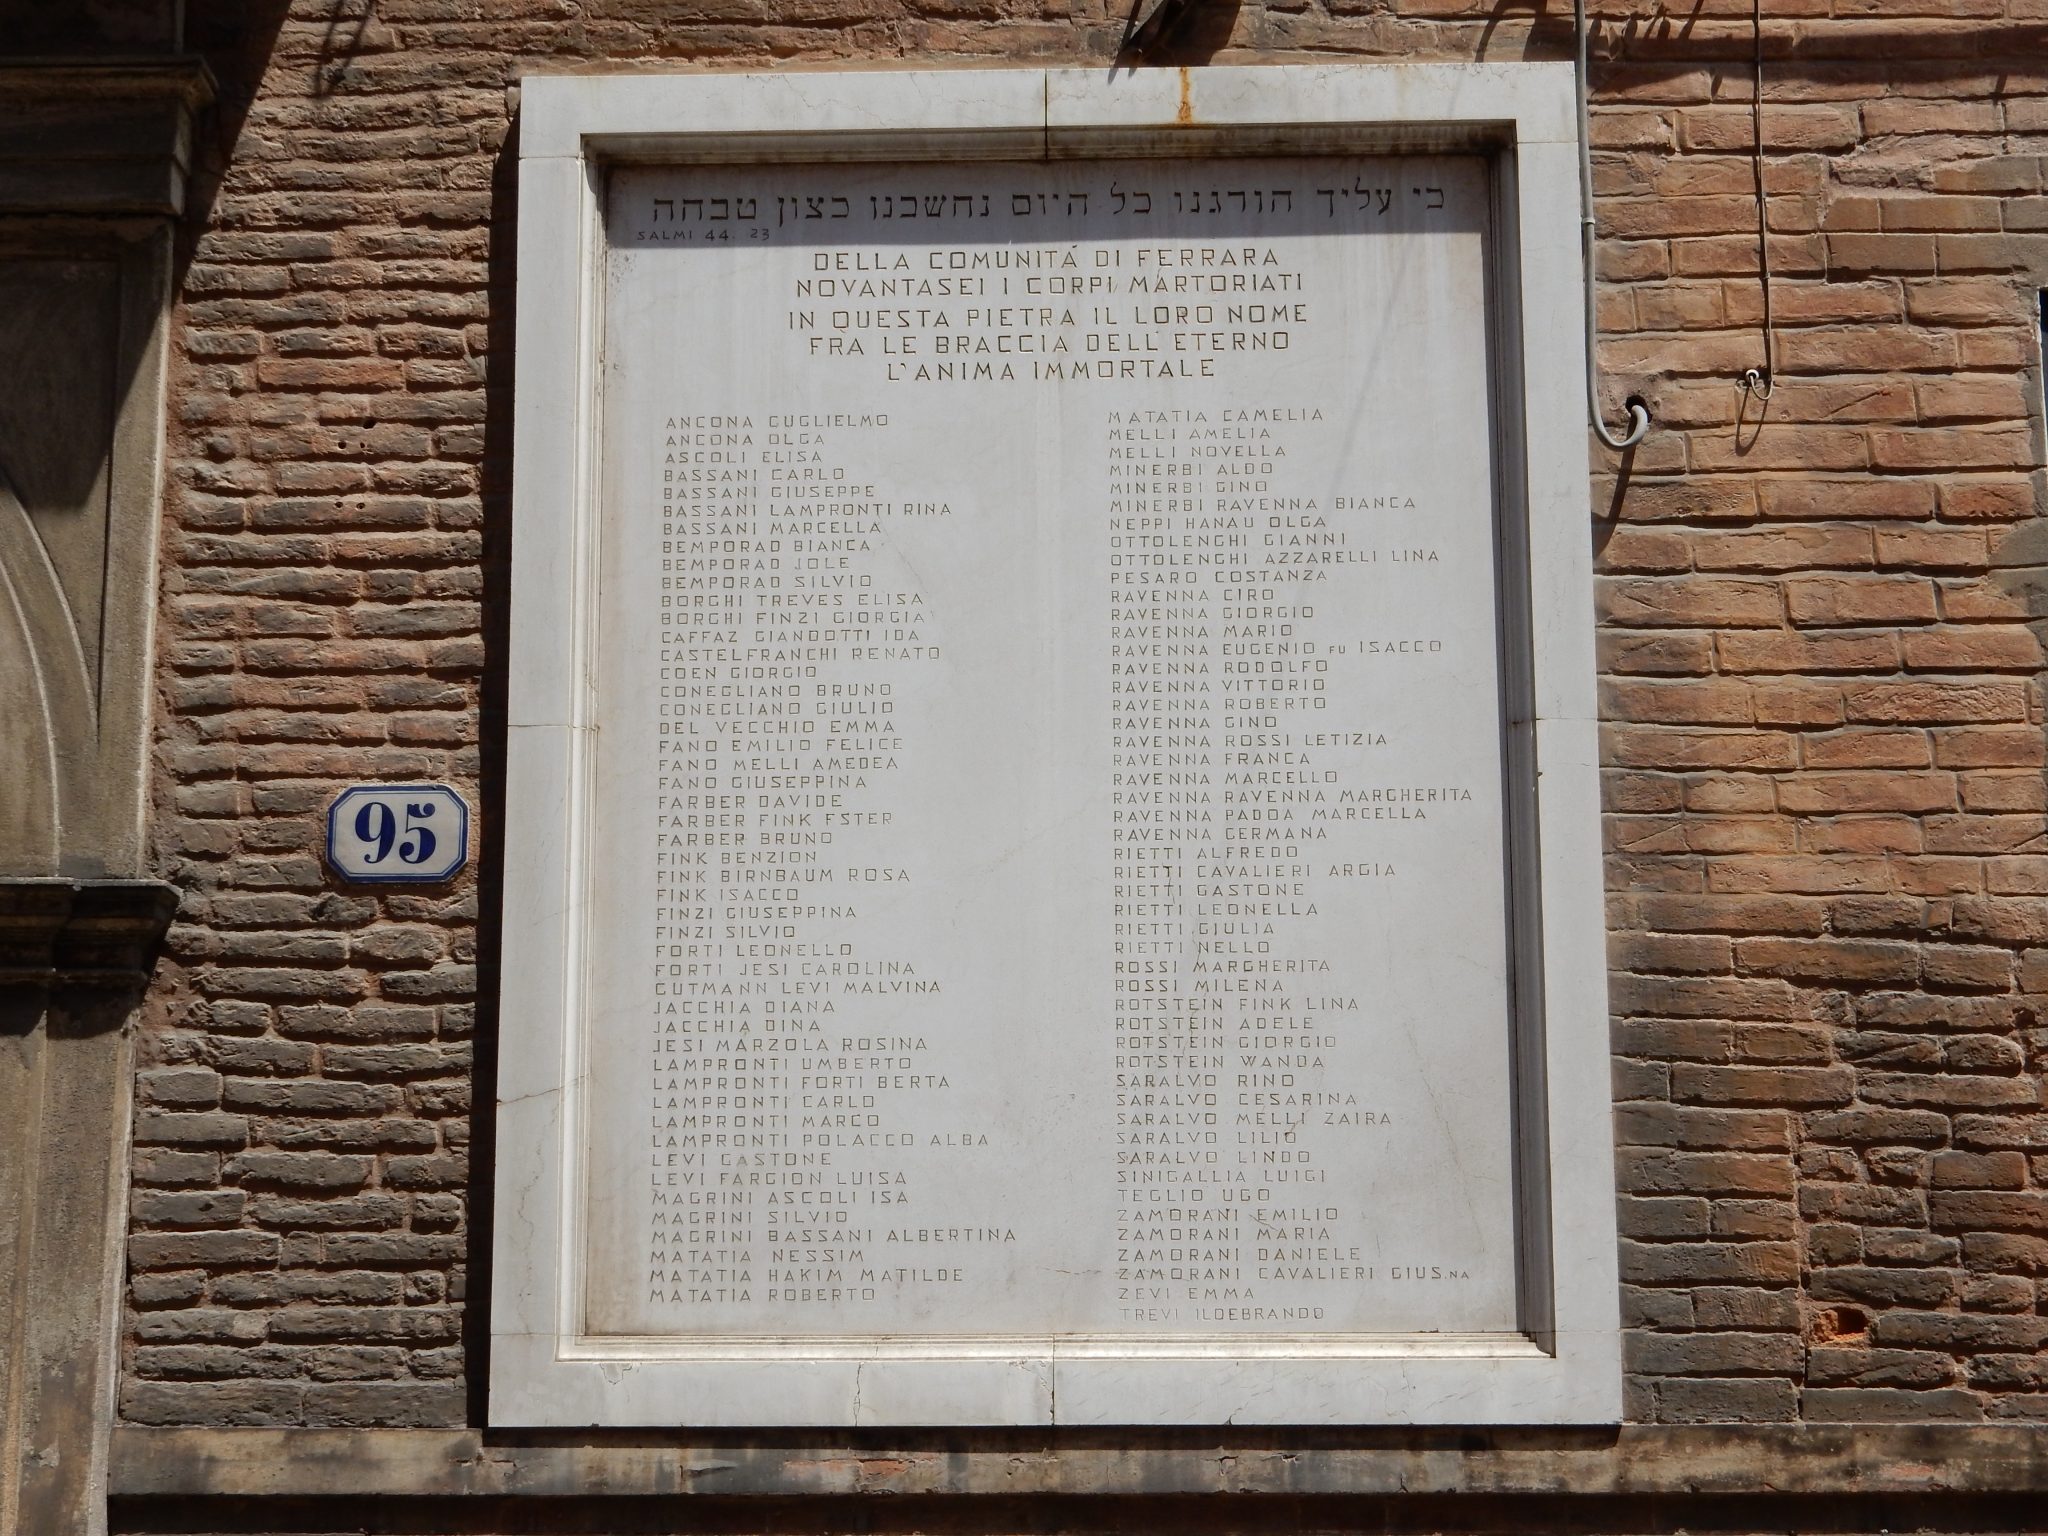 כי עליך הורגנו כל היום נחשבנו כצון טבחה
SALMI 44. 23
DELLA COMUNITÁ DI FERRARA
NOVANTASEI I CORPI MARTORIATI
IN QUESTA PIETRA IL LORO NOME
FRÀ LE BRACCIA DELL'ETERNO
L'ANIMA IMMORTALE
ANCONA GUGLIELMO
ANCONA OLGA
ASCOLI ELISA
BASSANI CARLO
BASSANI GIUSEPPE
BASSANI LAMPRONTI RINA
BASSANI MARCELLA
BEMPORAD BIANCA
BEMPORAD JOLE
BEMPORAD SILVIO
BORGHI TREVES ELISA
BORGHI FINZI GIORGIA
CAFFAZ GIANDOTTI IDA
CASTELFRANCHI RENATO
COEN GIORGIO
CONEGLIANO BRUNO
CONEGLIANO GIULIO
DEL VECCHIO EMMA
FANO EMILIO FELICE
FANO MELLI AMEDEA
FANO GIUSEPPINA
FARBER DAVIDE
FARBER FINK ESTER
FARBER BRUNO
FINK BENZION
FINK BIRNBAUM ROSA
FINK ISACCO
FINZI GIUSEPPINA
FINZI SILVIO
FORTI LEONELLO
FORTI JESI CAROLINA
GUTMANN LEVI MALVINA
JACCHIA DIANA
JACCHIA DINA
JESI MARZOLA ROSINA
LAMPRONTI UMBERTO
LAMPRONTI FORTI BERTA
LAMPRONTI CARLO
LAMPRONTI MARCO
LAMPRONTI POLACCO ALBA
LEVI GASTONE
LEVI FARGION LUISA
MAGRINI ASCOLI ISA
MAGRINI SILVIO
MAGRINI BASSANI ALBERTINA
MATATIA NESSIM
MATATIA HAKIM MATILDE
MATATIA ROBERTO
MATATIA CAMELIA
MELLI AMELIA
MELLI NOVELLA
MINERBI ALDO
MINERBI GINO
MINERBI RAVENNA BIANCA
NEPPI HANAU OLGA
OTTOLENGHI GIANNI
OTTOLENGHI AZZARELLI LINA
PESARO COSTANZA
RAVENNA CIRO
RAVENNA GIORGIO
RAVENNA MARIO
RAVENNA EUGENIO FU ISACCO
RAVENNA RODOLFO
RAVENNA VITTORIO
RAVENNA ROBERTO
RAVENNA GINO
RAVENNA ROSSI LETIZIA
RAVENNA FRANCA
RAVENNA MARCELLO
RAVENNA RAVENNA MARGHERITA
RAVENNA PADOA MARCELLA
RAVENNA GERMANA
RIETTI ALFREDO
RIETTI CAVALIERI ARGIA
RIETTI GASTONE
RIETTI LEONELLA
RIETTI GIULIA
RIETTI NELLO
ROSSI MARGHERITA
ROSSI MILENA
ROTSTEIN FINK LINA
ROTSTEIN ADELE
ROTSTEIN GIORGIO
ROTSTEIN WANDA
SARALVO RINO
SARALVO CESARINA
SARALVO MELLI ZAIRA
SARALVO LILIO
SARALVO LINDO
SINIGALLIA LUIGI
TEGLIO UGO
ZAMORANI EMILIO
ZAMORANI MARIA
ZAMORANI DANIELE
ZAMORANI CAVALIERI GIUS.NA
ZEVI EMMA
TREVI ILDEBRANDO
95